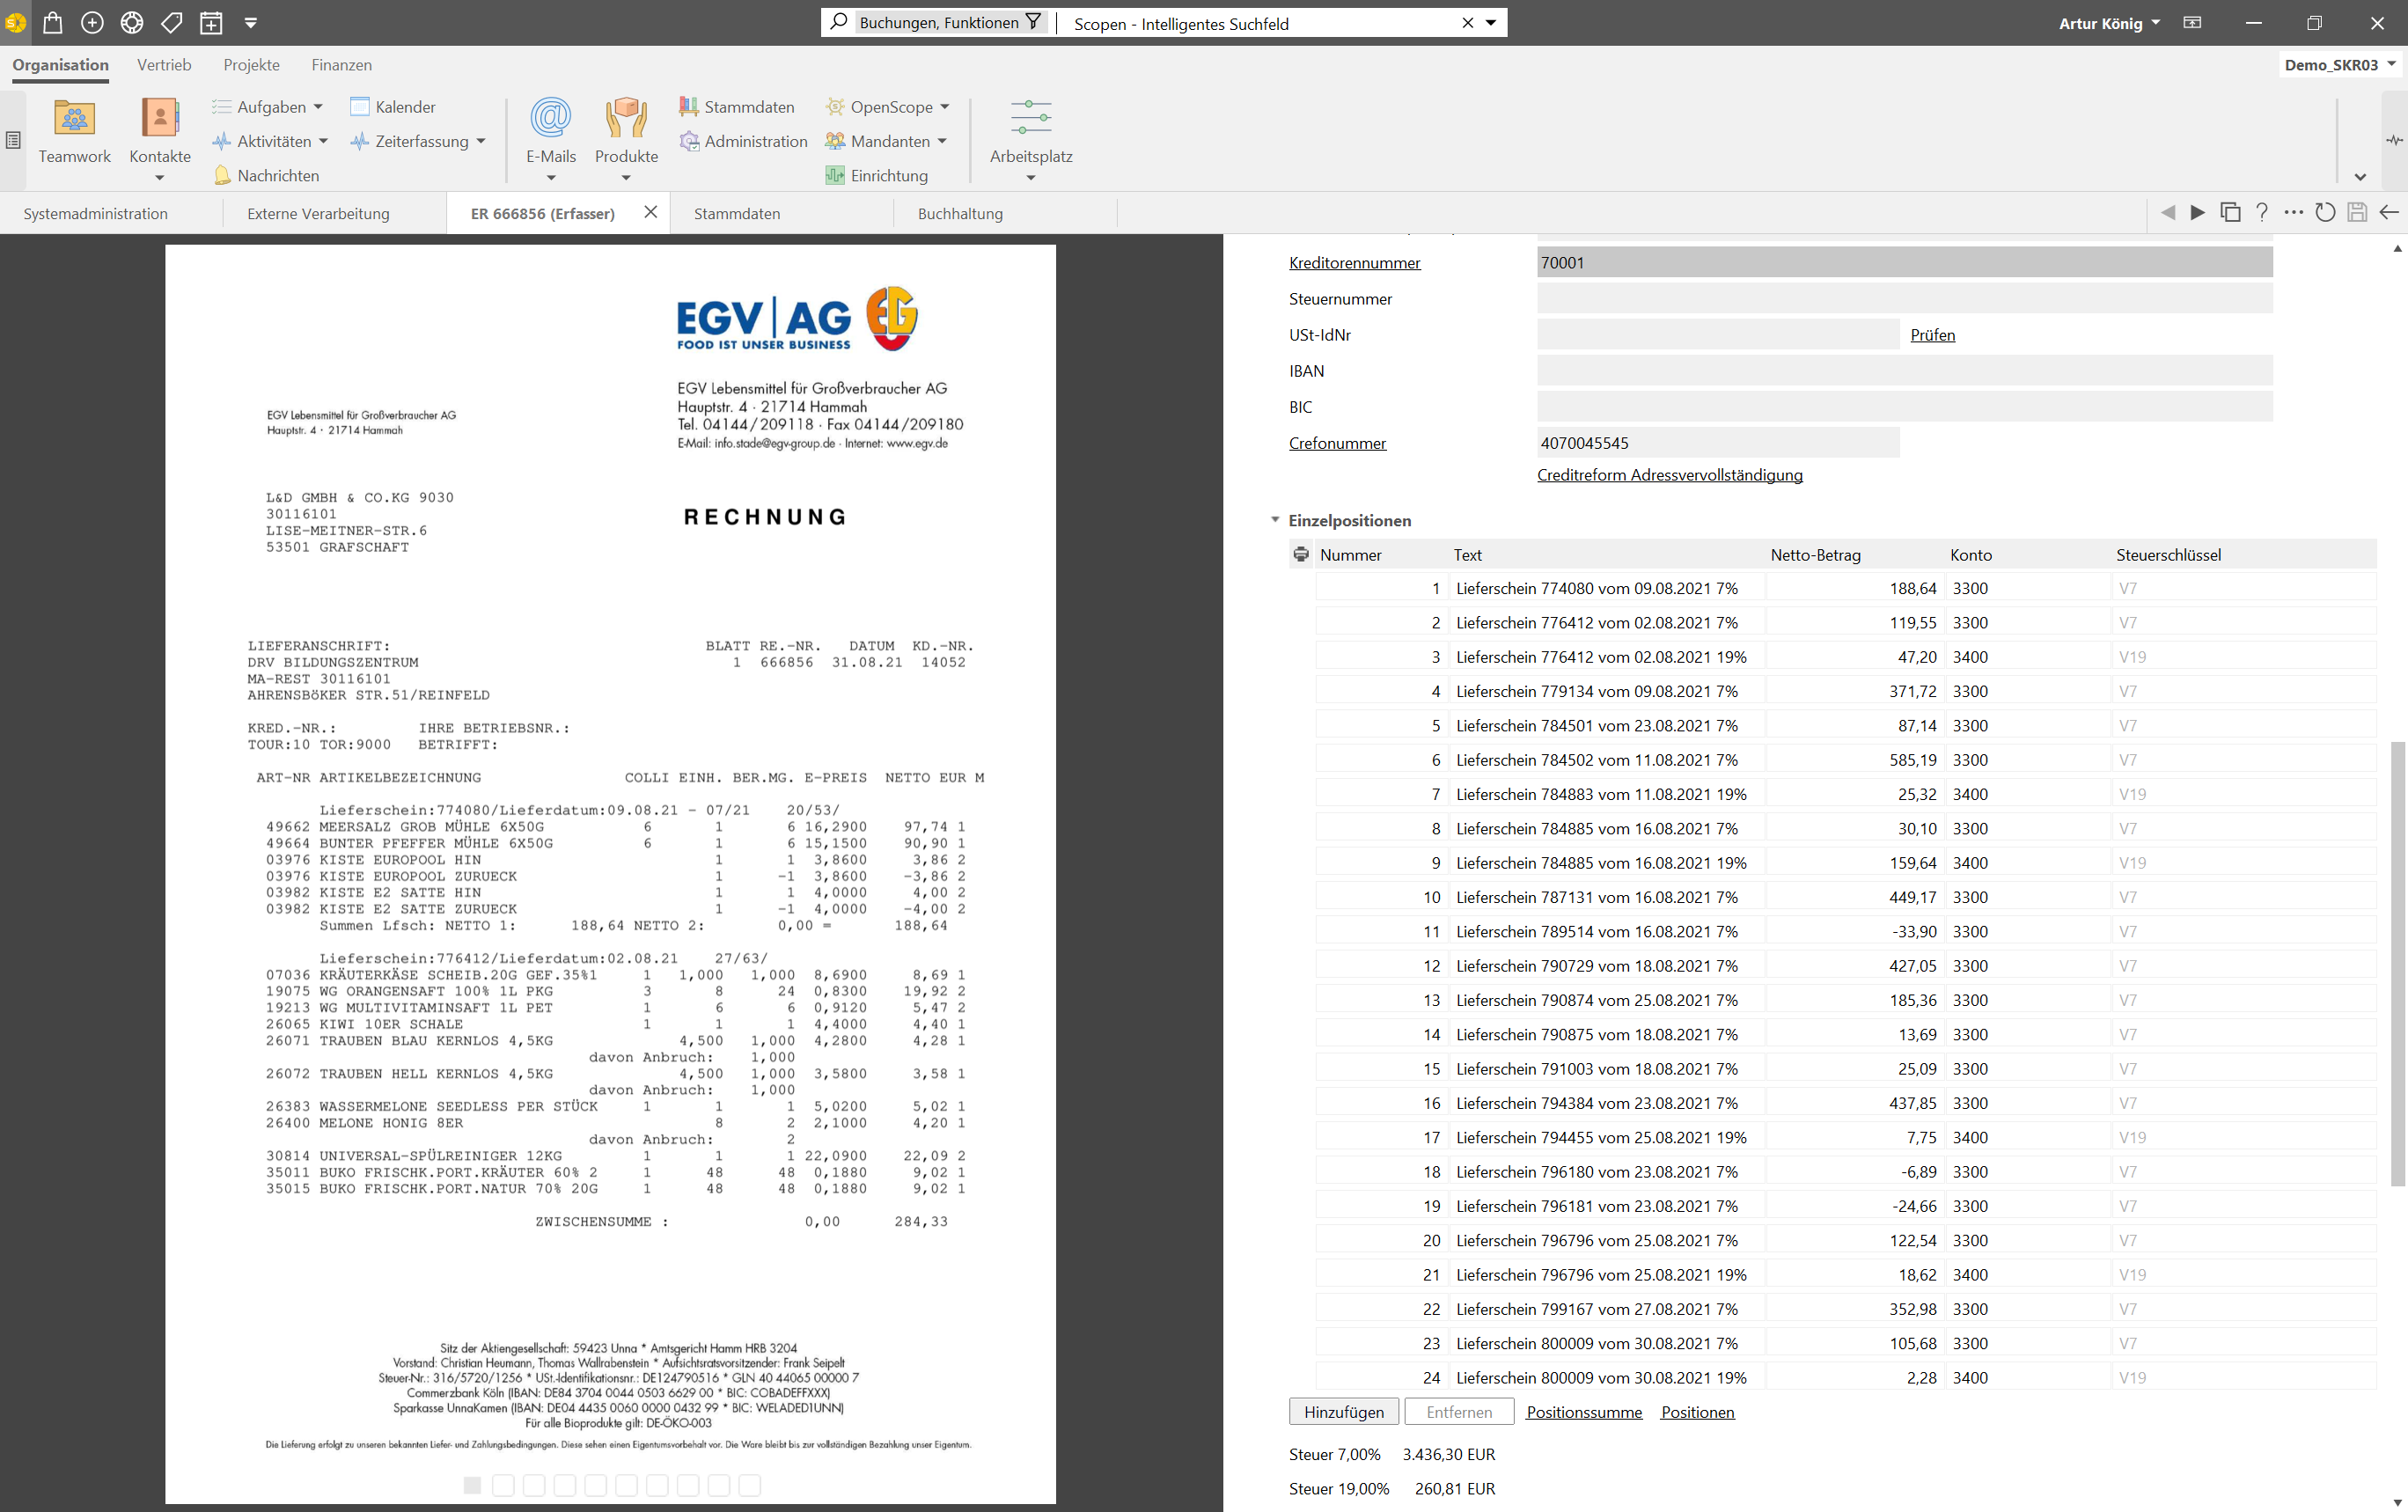 Buchungen, Funktionen
Scopen - Intelligentes Suchfeld
Artur König
Organisation
Vertrieb
Projekte
Finanzen
Demo_SKR03
Teamwork
Kontakte
Aufgaben
Aktivitäten
Nachrichten
Kalender
Zeiterfassung
E-Mails
Produkte
Stammdaten
Administration
OpenScope
Mandanten
Einrichtung
Arbeitsplatz
Systemadministration
Externe Verarbeitung
ER 666856 (Erfasser)
Stammdaten
Buchhaltung
EGV|AG EG
FOOD IST UNSER BUSINESS
EGV Lebensmittel für Großverbraucher AG
Hauptstr. 4 · 21714 Hammah
Tel. 04144/209118 · Fax 04144/209180
E-Mail: info.stade@egv-group.de · Internet: www.egv.de
EGV Lebensmittel für Großverbraucher AG
Hauptstr. 4 · 21714 Hammah
L&D GMBH & CO.KG 9030
30116101
LISE-MEITNER-STR.6
53501 GRAFSCHAFT
RECHNUNG
LIEFERANSCHRIFT: BLATT RE.-NR. DATUM KD.-NR.
DRV BILDUNGSZENTRUM 1 666856 31.08.21 14052
MA-REST 30116101
AHRENSBöKER STR.51/REINFELD
KRED.-NR.: IHRE BETRIEBSNR.:
TOUR:10 TOR:9000 BETRIFFT:
ART-NR ARTIKELBEZEICHNUNG COLLI EINH. BER.MG. E-PREIS NETTO EUR M
Lieferschein:774080/Lieferdatum:09.08.21 - 07/21 20/53/
49662 MEERSALZ GROB MÜHLE 6X50G 6 1 6 16,2900 97,74 1
49664 BUNTER PFEFFER MÜHLE 6X50G 6 1 6 15,1500 90,90 1
03976 KISTE EUROPOOL HIN 1 1 3,8600 3,86 2
03976 KISTE EUROPOOL ZURUECK 1 -1 3,8600 -3,86 2
03982 KISTE E2 SATTE HIN 1 1 4,0000 4,00 2
03982 KISTE E2 SATTE ZURUECK 1 -1 4,0000 -4,00 2
Summen Lfsch: NETTO 1: 188,64 NETTO 2: 0,00 = 188,64
Lieferschein:776412/Lieferdatum:02.08.21 27/63/
07036 KRÄUTERKÄSE SCHEIB.20G GEF.35%1 1 1,000 1,000 8,6900 8,69 1
19075 WG ORANGENSAFT 100% 1L PKG 3 8 24 0,8300 19,92 2
19213 WG MULTIVITAMINSAFT 1L PET 1 6 6 0,9120 5,47 2
26065 KIWI 10ER SCHALE 1 1 1 4,4000 4,40 1
26071 TRAUBEN BLAU KERNLOS 4,5KG 4,500 1,000 4,2800 4,28 1
davon Anbruch: 1,000
26072 TRAUBEN HELL KERNLOS 4,5KG 4,500 1,000 3,5800 3,58 1
davon Anbruch: 1,000
26383 WASSERMELONE SEEDLESS PER STÜCK 1 1 1 5,0200 5,02 1
26400 MELONE HONIG 8ER 8 2 2,1000 4,20 1
davon Anbruch: 2
30814 UNIVERSAL-SPÜLREINIGER 12KG 1 1 1 22,0900 22,09 2
35011 BUKO FRISCHK.PORT.KRÄUTER 60% 2 1 48 48 0,1880 9,02 1
35015 BUKO FRISCHK.PORT.NATUR 70% 20G 1 48 48 0,1880 9,02 1
ZWISCHENSUMME : 0,00 284,33
Sitz der Aktiengesellschaft: 59423 Unna * Amtsgericht Hamm HRB 3204
Vorstand: Christian Heumann, Thomas Wallrabenstein * Aufsichtsratsvorsitzender: Frank Seipelt
Steuer-Nr.: 316/5720/1256 * USt.-Identifikationsnr.: DE124790516 * GLN 40 44065 00000 7
Commerzbank Köln (IBAN: DE84 3704 0044 0503 6629 00 * BIC: COBADEFFXXX)
Sparkasse UnnaKamen (IBAN: DE04 4435 0060 0000 0432 99 * BIC: WELADED1UNN)
Für alle Bioprodukte gilt: DE-ÖKO-003
Die Lieferung erfolgt zu unseren bekannten Liefer- und Zahlungsbedingungen. Diese sehen einen Eigentumsvorbehalt vor. Die Ware bleibt bis zur vollständigen Bezahlung unser Eigentum.
Kreditorennummer 70001
Steuernummer
USt-IdNr Prüfen
IBAN
BIC
Crefonummer 4070045545
Creditreform Adressvervollständigung
Einzelpositionen
Nummer Text Netto-Betrag Konto Steuerschlüssel
1 Lieferschein 774080 vom 09.08.2021 7% 188,64 3300 V7
2 Lieferschein 776412 vom 02.08.2021 7% 119,55 3300 V7
3 Lieferschein 776412 vom 02.08.2021 19% 47,20 3400 V19
4 Lieferschein 779134 vom 09.08.2021 7% 371,72 3300 V7
5 Lieferschein 784501 vom 23.08.2021 7% 87,14 3300 V7
6 Lieferschein 784502 vom 11.08.2021 7% 585,19 3300 V7
7 Lieferschein 784883 vom 11.08.2021 19% 25,32 3400 V19
8 Lieferschein 784885 vom 16.08.2021 7% 30,10 3300 V7
9 Lieferschein 784885 vom 16.08.2021 19% 159,64 3400 V19
10 Lieferschein 787131 vom 16.08.2021 7% 449,17 3300 V7
11 Lieferschein 789514 vom 16.08.2021 7% -33,90 3300 V7
12 Lieferschein 790729 vom 18.08.2021 7% 427,05 3300 V7
13 Lieferschein 790874 vom 25.08.2021 7% 185,36 3300 V7
14 Lieferschein 790875 vom 18.08.2021 7% 13,69 3300 V7
15 Lieferschein 791003 vom 18.08.2021 7% 25,09 3300 V7
16 Lieferschein 794384 vom 23.08.2021 7% 437,85 3300 V7
17 Lieferschein 794455 vom 25.08.2021 19% 7,75 3400 V19
18 Lieferschein 796180 vom 23.08.2021 7% -6,89 3300 V7
19 Lieferschein 796181 vom 23.08.2021 7% -24,66 3300 V7
20 Lieferschein 796796 vom 25.08.2021 7% 122,54 3300 V7
21 Lieferschein 796796 vom 25.08.2021 19% 18,62 3400 V19
22 Lieferschein 799167 vom 27.08.2021 7% 352,98 3300 V7
23 Lieferschein 800009 vom 30.08.2021 7% 105,68 3300 V7
24 Lieferschein 800009 vom 30.08.2021 19% 2,28 3400 V19
Hinzufügen Entfernen Positionssumme Positionen
Steuer 7,00% 3.436,30 EUR
Steuer 19,00% 260,81 EUR